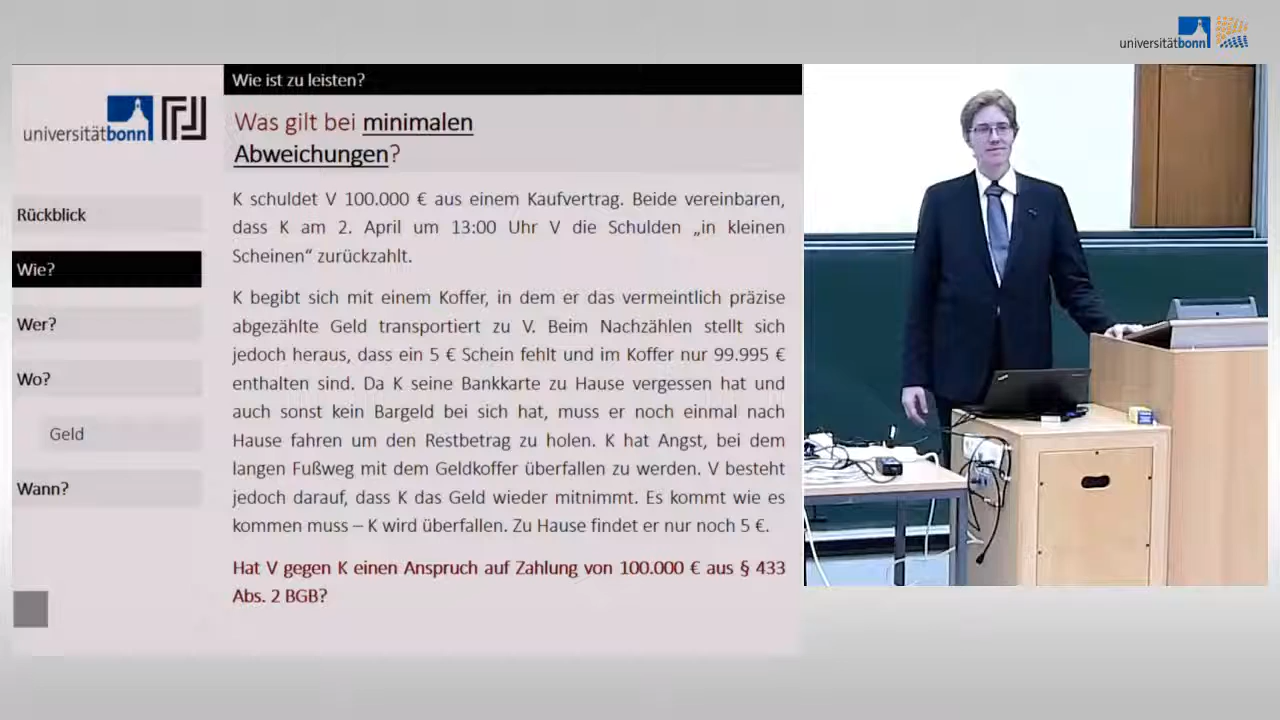 universitätbonn
Wie ist zu leisten?
universitätbonn
Was gilt bei minimalen
Abweichungen?
Rückblick
Wie?
Wer?
Wo?
Geld
Wann?
K schuldet V 100.000 € aus einem Kaufvertrag. Beide vereinbaren,
dass K am 2. April um 13:00 Uhr V die Schulden „in kleinen
Scheinen“ zurückzahlt.
K begibt sich mit einem Koffer, in dem er das vermeintlich präzise
abgezählte Geld transportiert zu V. Beim Nachzählen stellt sich
jedoch heraus, dass ein 5 € Schein fehlt und im Koffer nur 99.995 €
enthalten sind. Da K seine Bankkarte zu Hause vergessen hat und
auch sonst kein Bargeld bei sich hat, muss er noch einmal nach
Hause fahren um den Restbetrag zu holen. K hat Angst, bei dem
langen Fußweg mit dem Geldkoffer überfallen zu werden. V besteht
jedoch darauf, dass K das Geld wieder mitnimmt. Es kommt wie es
kommen muss – K wird überfallen. Zu Hause findet er nur noch 5 €.
Hat V gegen K einen Anspruch auf Zahlung von 100.000 € aus § 433
Abs. 2 BGB?